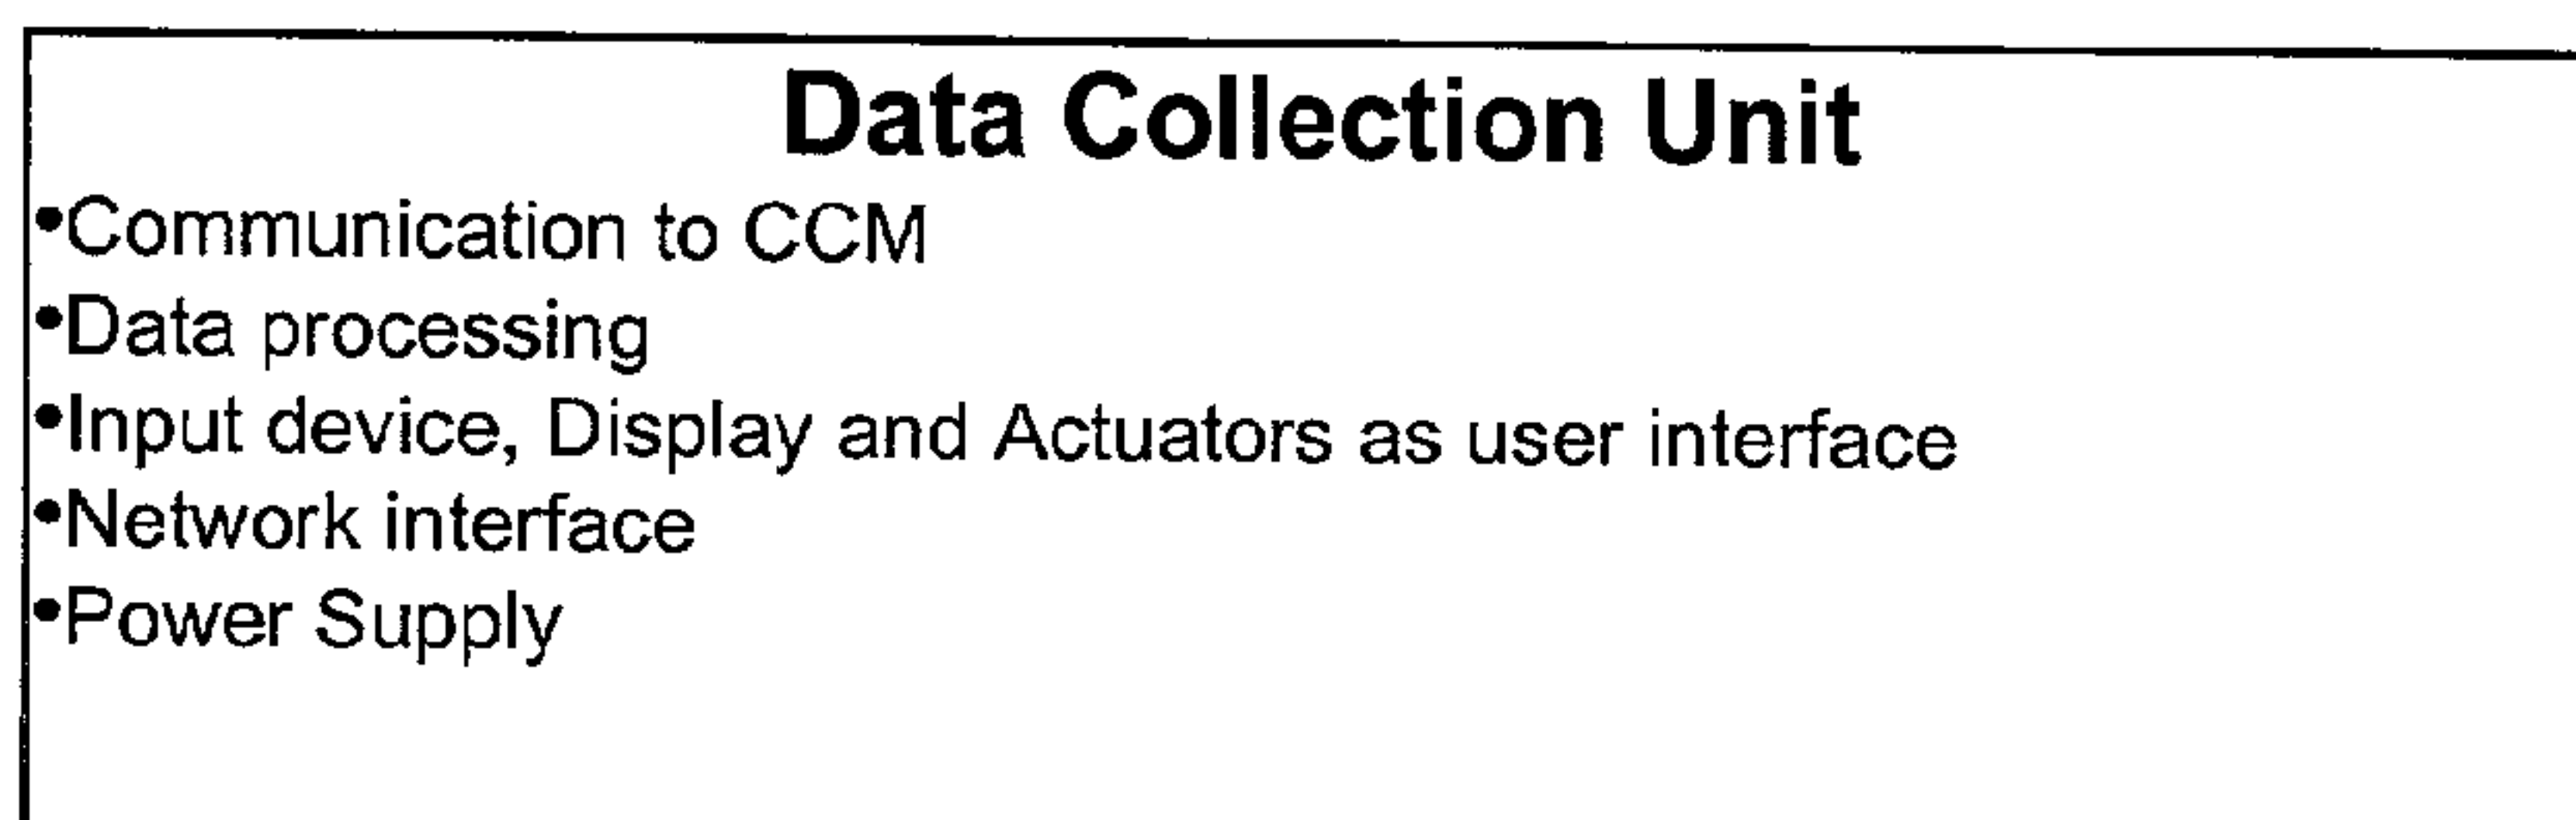 Data Collection Unit
•Communication to CCM
•Data processing
•Input device, Display and Actuators as user interface
•Network interface
•Power Supply